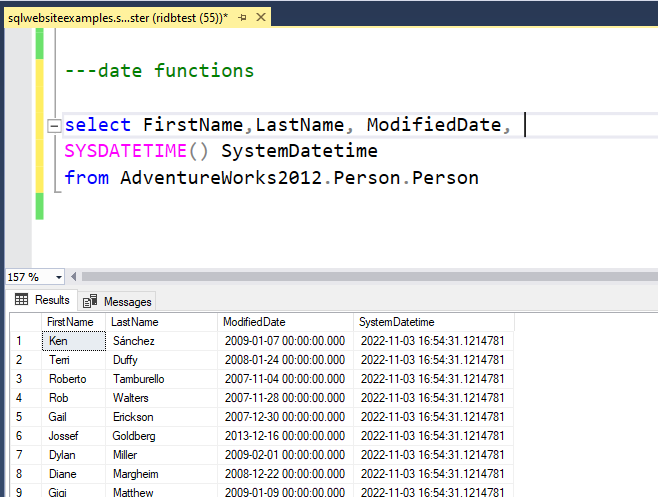 sqlwebsiteexamples.s...ster (ridbtest (55))*
---date functions
select FirstName,LastName, ModifiedDate,
SYSDATETIME() SystemDatetime
from AdventureWorks2012.Person.Person
157 %
Results Messages
FirstName LastName ModifiedDate SystemDatetime
1 Ken Sánchez 2009-01-07 00:00:00.000 2022-11-03 16:54:31.1214781
2 Terri Duffy 2008-01-24 00:00:00.000 2022-11-03 16:54:31.1214781
3 Roberto Tamburello 2007-11-04 00:00:00.000 2022-11-03 16:54:31.1214781
4 Rob Walters 2007-11-28 00:00:00.000 2022-11-03 16:54:31.1214781
5 Gail Erickson 2007-12-30 00:00:00.000 2022-11-03 16:54:31.1214781
6 Jossef Goldberg 2013-12-16 00:00:00.000 2022-11-03 16:54:31.1214781
7 Dylan Miller 2009-02-01 00:00:00.000 2022-11-03 16:54:31.1214781
8 Diane Margheim 2008-12-22 00:00:00.000 2022-11-03 16:54:31.1214781
9 Gigi Matthew 2009-01-09 00:00:00.000 2022-11-03 16:54:31.1214781